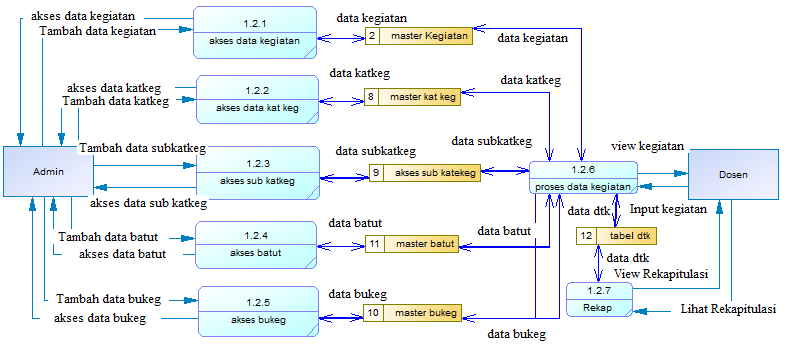 akses data kegiatan
Tambah data kegiatan
1.2.1
akses data kegiatan
data kegiatan
2 master Kegiatan
data kegiatan
akses data katkeg
Tambah data katkeg
1.2.2
akses data kat keg
data katkeg
8 master kat keg
data katkeg
Admin
Tambah data subkatkeg
akses data sub katkeg
1.2.3
akses sub katkeg
data subkatkeg
9 akses sub katekeg
data subkatkeg
1.2.6
proses data kegiatan
view kegiatan
Input kegiatan
Dosen
Tambah data batut
akses data batut
1.2.4
akses batut
data batut
11 master batut
data batut
data dtk
12 tabel dtk
data dtk
View Rekapitulasi
Tambah data bukeg
akses data bukeg
1.2.5
akses bukeg
data bukeg
10 master bukeg
data bukeg
1.2.7
Rekap
Lihat Rekapitulasi